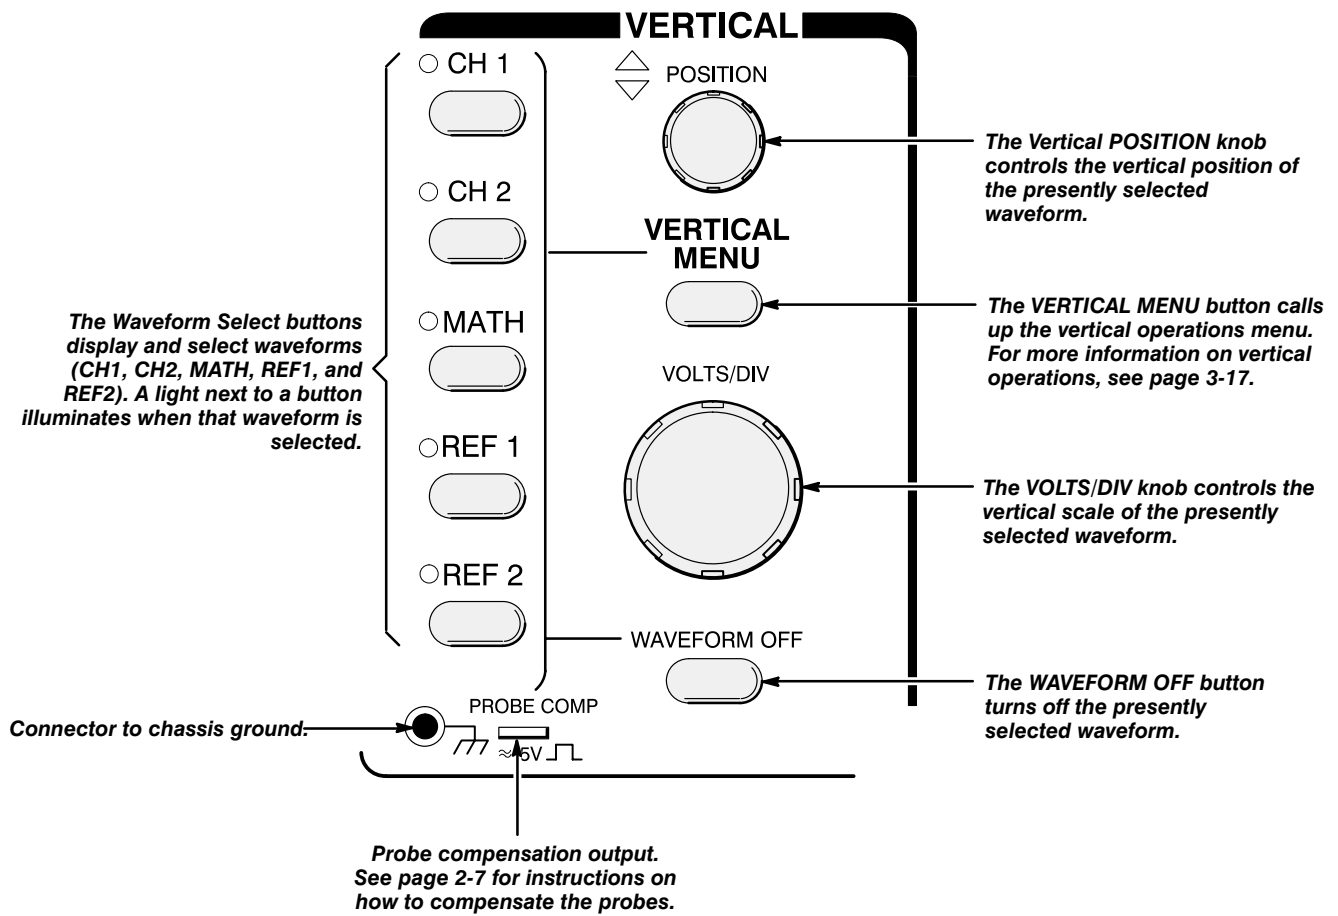 VERTICAL
CH 1
CH 2
MATH
REF 1
REF 2
POSITION
VERTICAL
MENU
VOLTS/DIV
WAVEFORM OFF
PROBE COMP
≈ 5V
The Waveform Select buttons
display and select waveforms
(CH1, CH2, MATH, REF1, and
REF2). A light next to a button
illuminates when that waveform is
selected.
Connector to chassis ground.
Probe compensation output.
See page 2-7 for instructions on
how to compensate the probes.
The Vertical POSITION knob
controls the vertical position of
the presently selected
waveform.
The VERTICAL MENU button calls
up the vertical operations menu.
For more information on vertical
operations, see page 3-17.
The VOLTS/DIV knob controls the
vertical scale of the presently
selected waveform.
The WAVEFORM OFF button
turns off the presently
selected waveform.